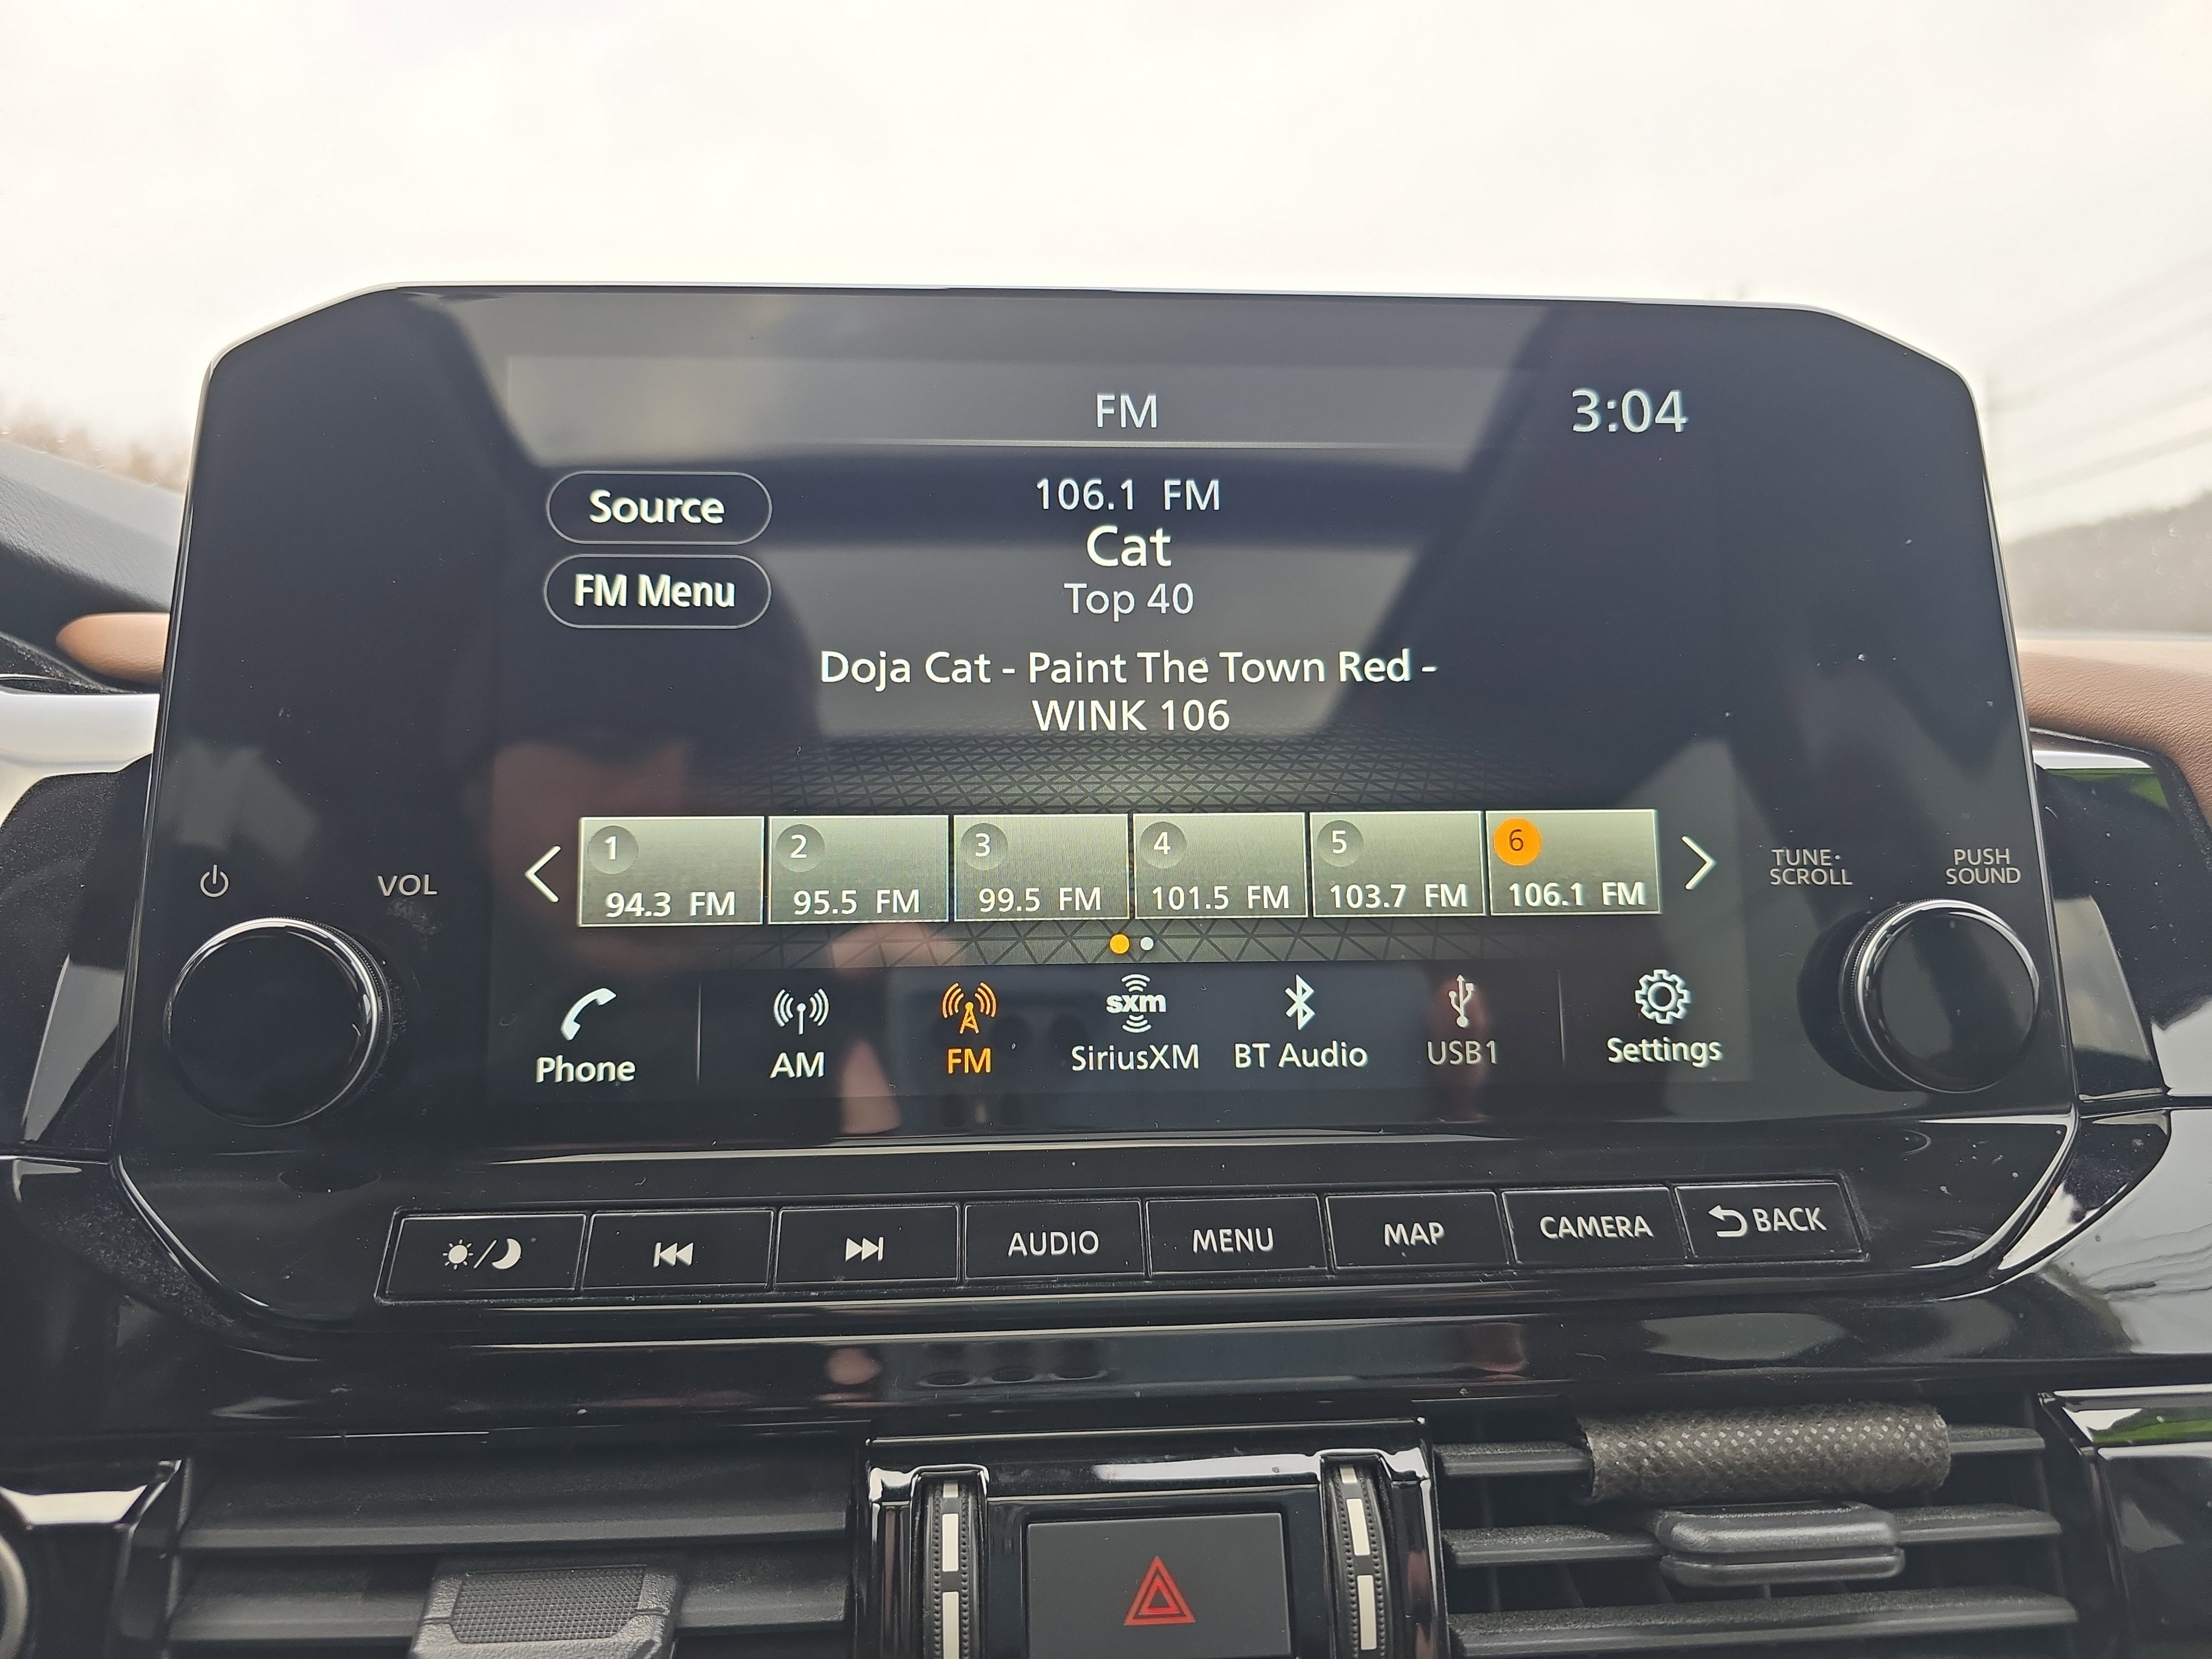 FM
3:04
Source
106.1 FM
Cat
FM Menu
Top 40
Doja Cat - Paint The Town Red -
WINK 106
1
2
3
4
5
6
94.3 FM
95.5 FM
99.5 FM
101.5 FM
103.7 FM
106.1 FM
VOL
TUNE·
SCROLL
PUSH
SOUND
Phone
AM
FM
sxm
SiriusXM
BT Audio
USB1
Settings
AUDIO
MENU
MAP
CAMERA
BACK